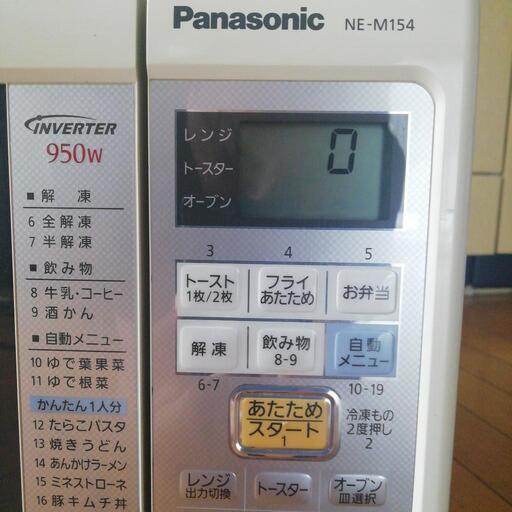 Panasonic NE-M154
INVERTER
950W
■ 解 凍
6 全解凍
7 半解凍
■ 飲み物
8 牛乳・コーヒー
9 酒かん
■ 自動メニュー
10 ゆで葉果菜
11 ゆで根菜
かんたん1人分
12 たらこパスタ
13 焼きうどん
14 あんかけラーメン
15 ミネストローネ
16 豚キムチ丼
レンジ
トースター
オーブン
0
3 4 5
トースト
1枚/2枚
フライ
あたため
お弁当
解凍
飲み物
8-9
自動
メニュー
6-7
10-19
あたため
スタート
1
冷凍もの
2度押し
2
レンジ
出力切換
トースター
オーブン
皿選択